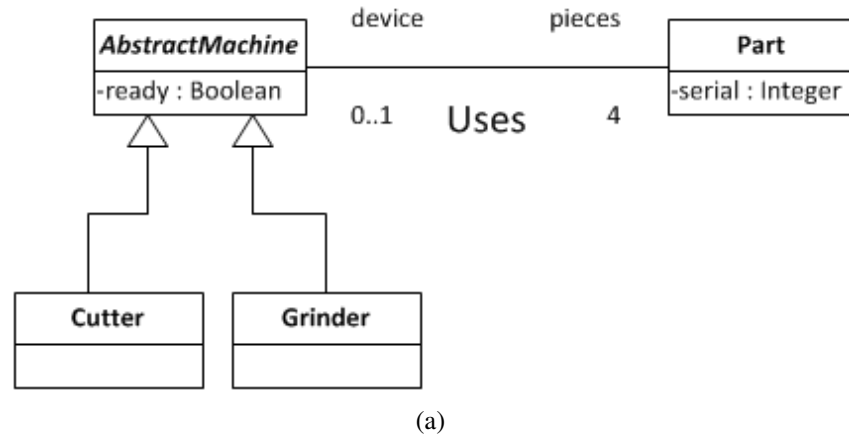 device pieces
AbstractMachine Part
-ready : Boolean -serial : Integer
0..1 Uses 4
Cutter Grinder
(a)